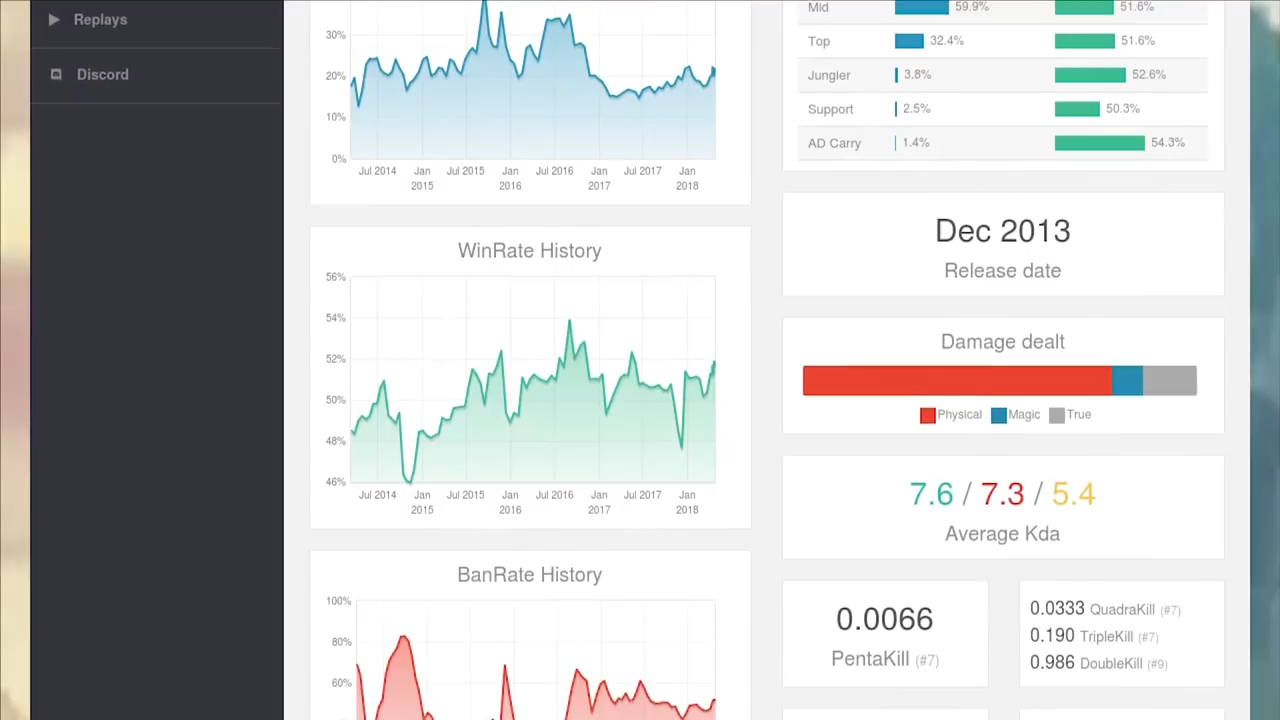 Replays
Discord
30%
20%
10%
0%
Jul 2014 Jan 2015 Jul 2015 Jan 2016 Jul 2016 Jan 2017 Jul 2017 Jan 2018
WinRate History
56%
54%
52%
50%
48%
46%
Jul 2014 Jan 2015 Jul 2015 Jan 2016 Jul 2016 Jan 2017 Jul 2017 Jan 2018
BanRate History
100%
80%
60%
Mid 59.9% 51.6%
Top 32.4% 51.6%
Jungler 3.8% 52.6%
Support 2.5% 50.3%
AD Carry 1.4% 54.3%
Dec 2013
Release date
Damage dealt
Physical Magic True
7.6 / 7.3 / 5.4
Average Kda
0.0066
PentaKill (#7)
0.0333 QuadraKill (#7)
0.190 TripleKill (#7)
0.986 DoubleKill (#9)